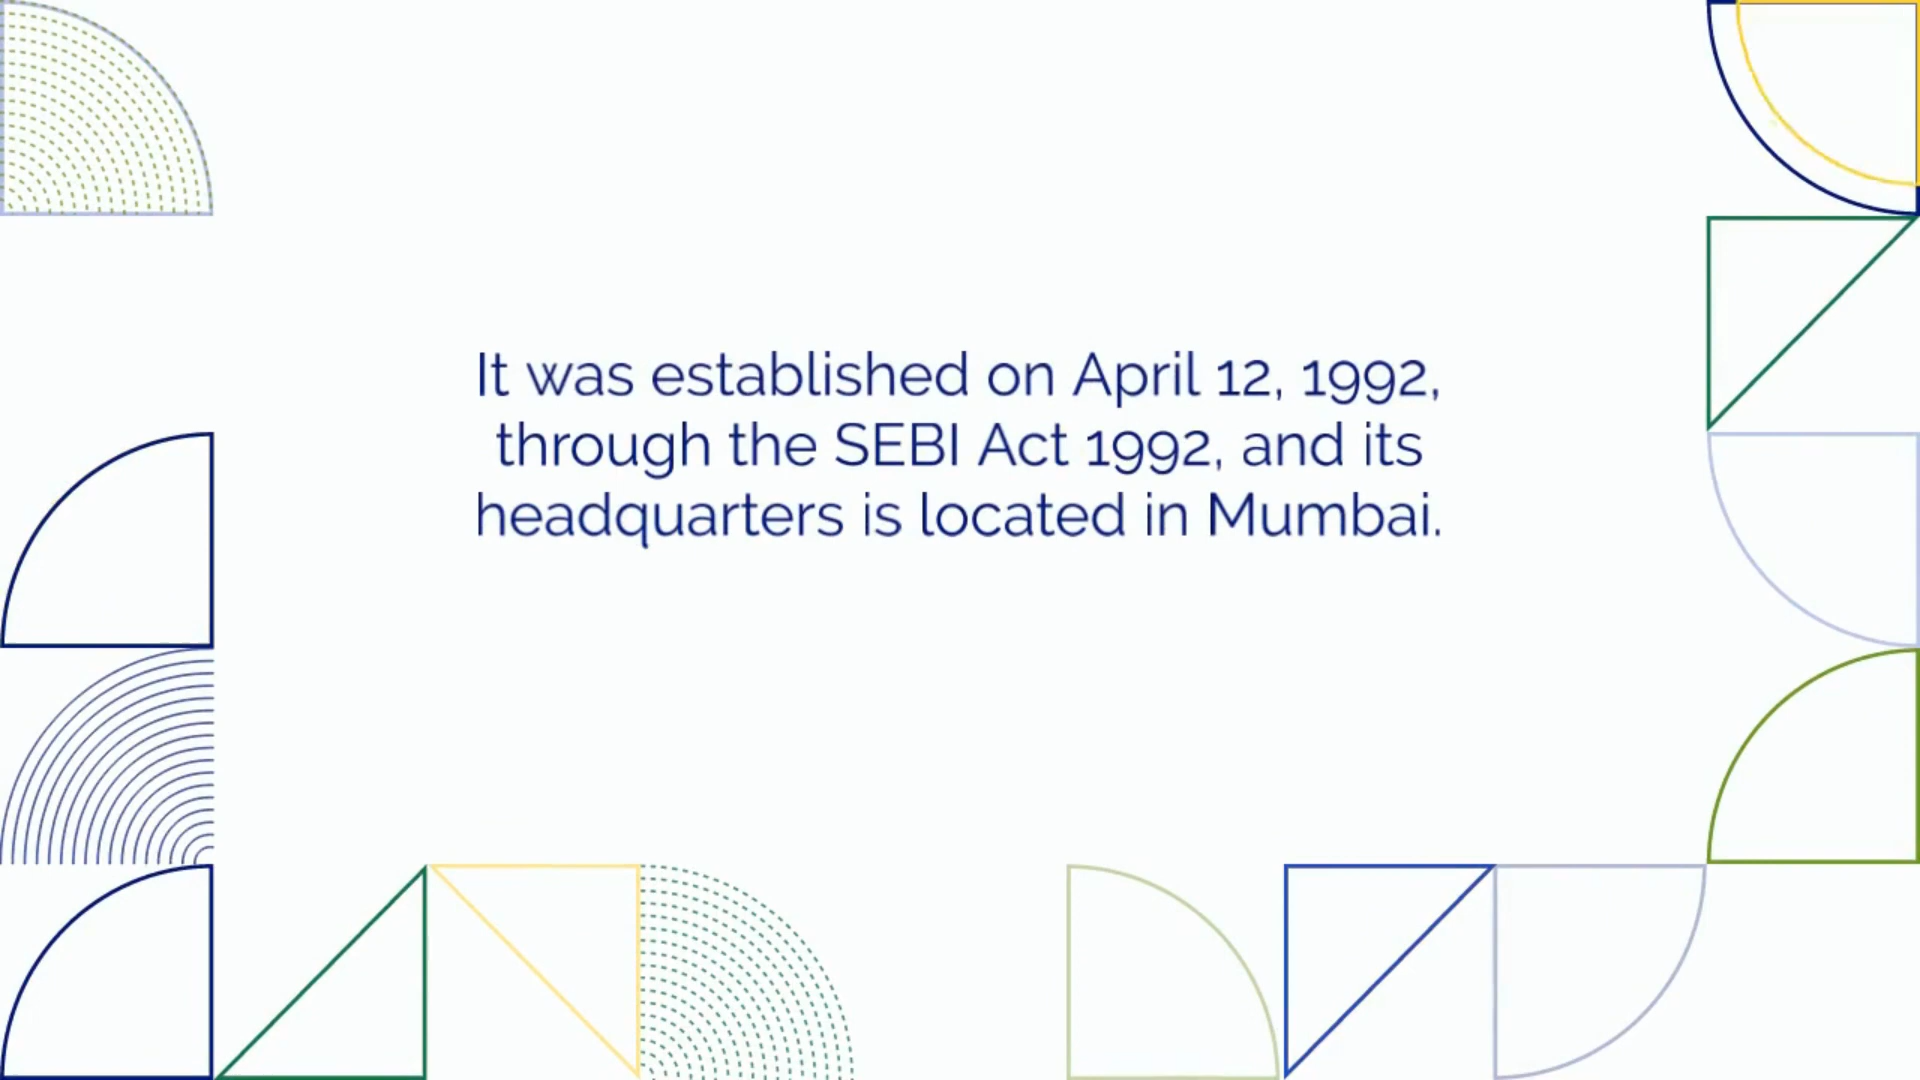 It was established on April 12, 1992,
through the SEBI Act 1992, and its
headquarters is located in Mumbai.